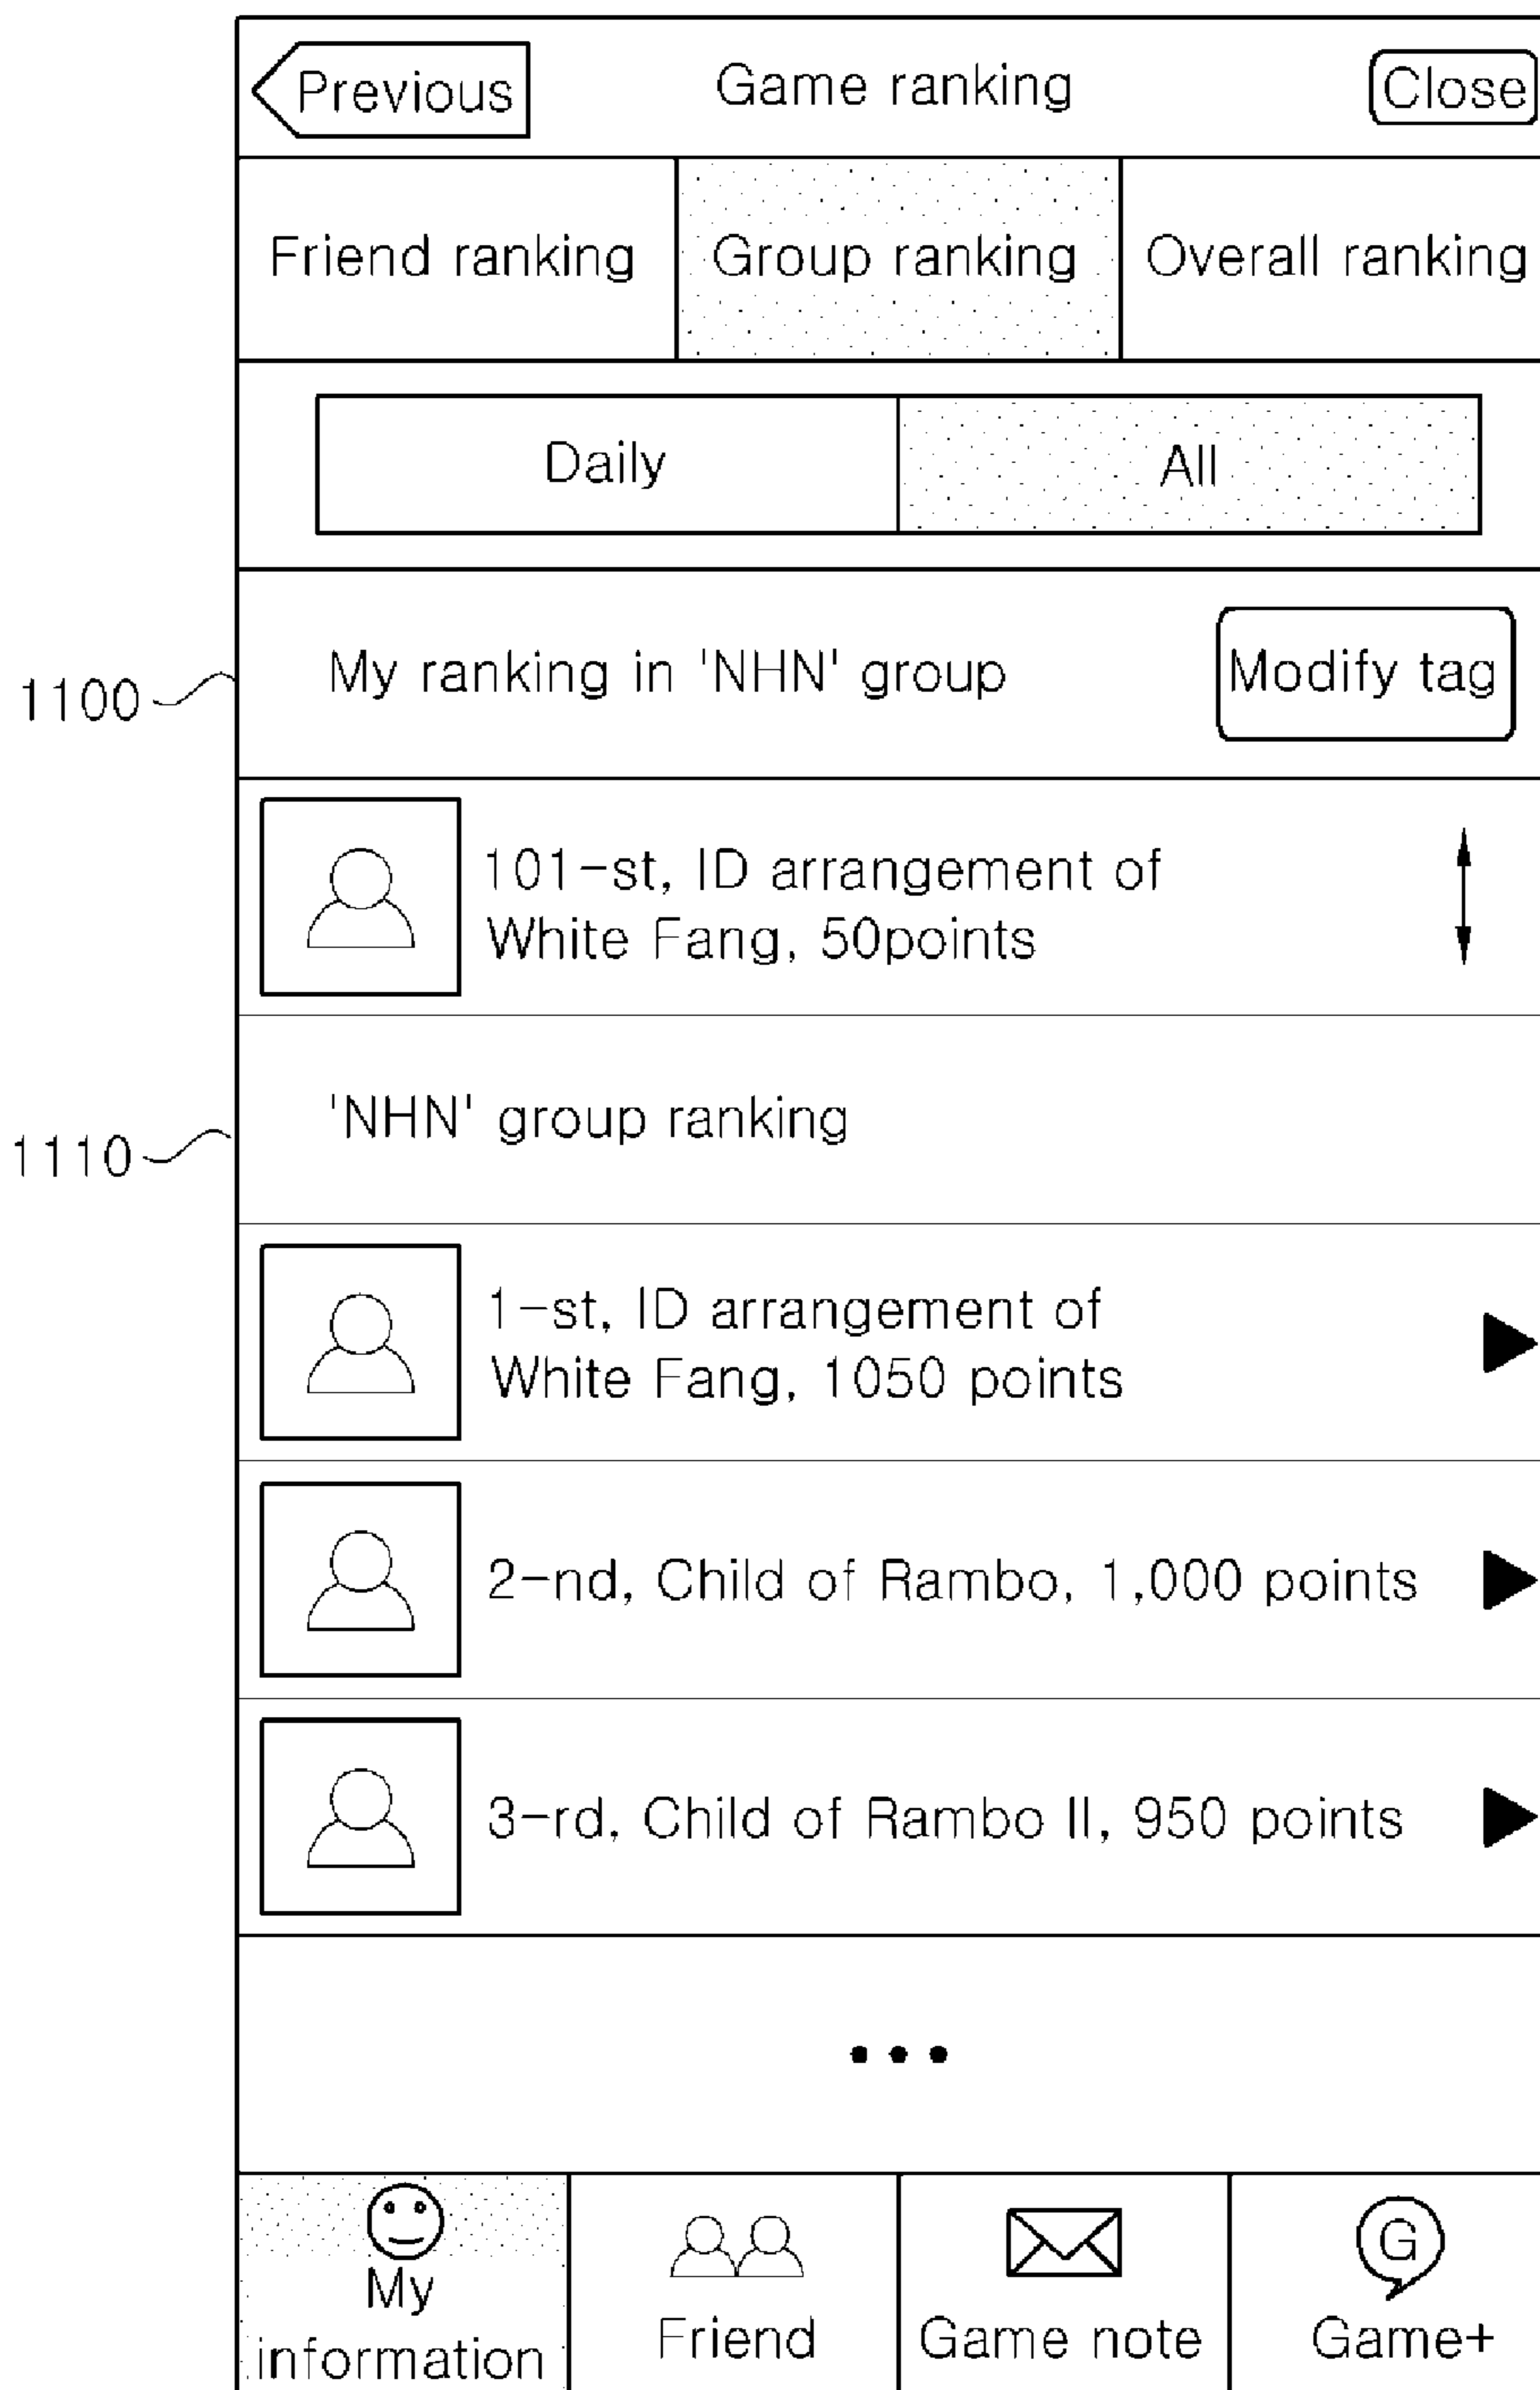 Previous
Game ranking
Close
Friend ranking
Group ranking
Overall ranking
Daily
All
1100
My ranking in 'NHN' group
Modify tag
101-st, ID arrangement of
White Fang, 50points
1110
'NHN' group ranking
1-st, ID arrangement of
White Fang, 1050 points
2-nd, Child of Rambo, 1,000 points
3-rd, Child of Rambo II, 950 points
•••
My
information
Friend
Game note
G
Game+